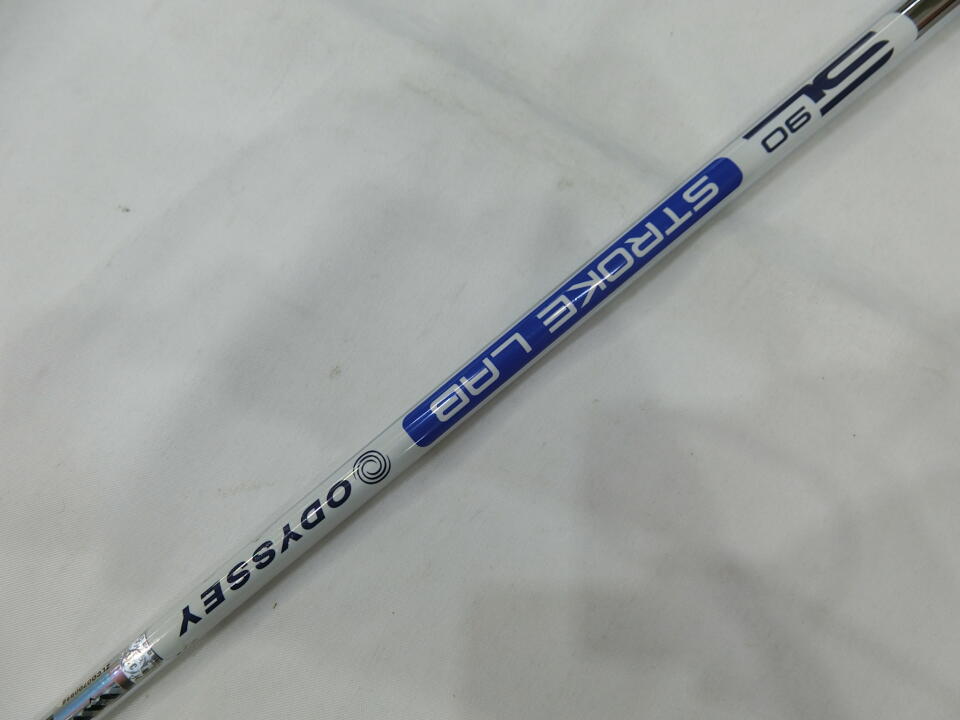 SL
90
STROKE LAB
ODYSSEY